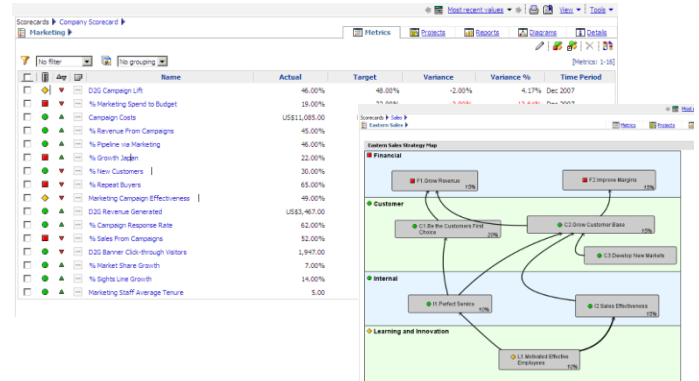 Most recent values View Tools
Scorecards Company Scorecard
Marketing Metrics Projects Reports Diagrams Details
No filter No grouping [Metrics: 1-16]
Name Actual Target Variance Variance % Time Period
D2G Campaign Lift 46.00% 48.00% -2.00% 4.17% Dec 2007
% Marketing Spend to Budget 19.00%
Campaign Costs US$11,085.00
% Revenue From Campaigns 45.00%
% Pipeline via Marketing 46.00%
% Growth Japan 22.00%
% New Customers 30.00%
% Repeat Buyers 65.00%
Marketing Campaign Effectiveness 49.00%
D2G Revenue Generated US$3,467.00
% Campaign Response Rate 62.00%
% Sales From Campaigns 52.00%
D2G Banner Click-through Visitors 1,947.00
% Market Share Growth 7.00%
% Sights Line Growth 14.00%
Marketing Staff Average Tenure 5.00
Scorecards Sales
Eastern Sales Metrics Projects
Eastern Sales Strategy Map
Financial
F1.Grow Revenue 15%
F2.Improve Margins 15%
Customer
C1.Be the Customers First Choice 20%
C2.Grow Customer Base 15%
C3.Develop New Markets
Internal
I1.Perfect Service 10%
I2.Sales Effectiveness 15%
Learning and Innovation
L1.Motivated Effective Employees 10%